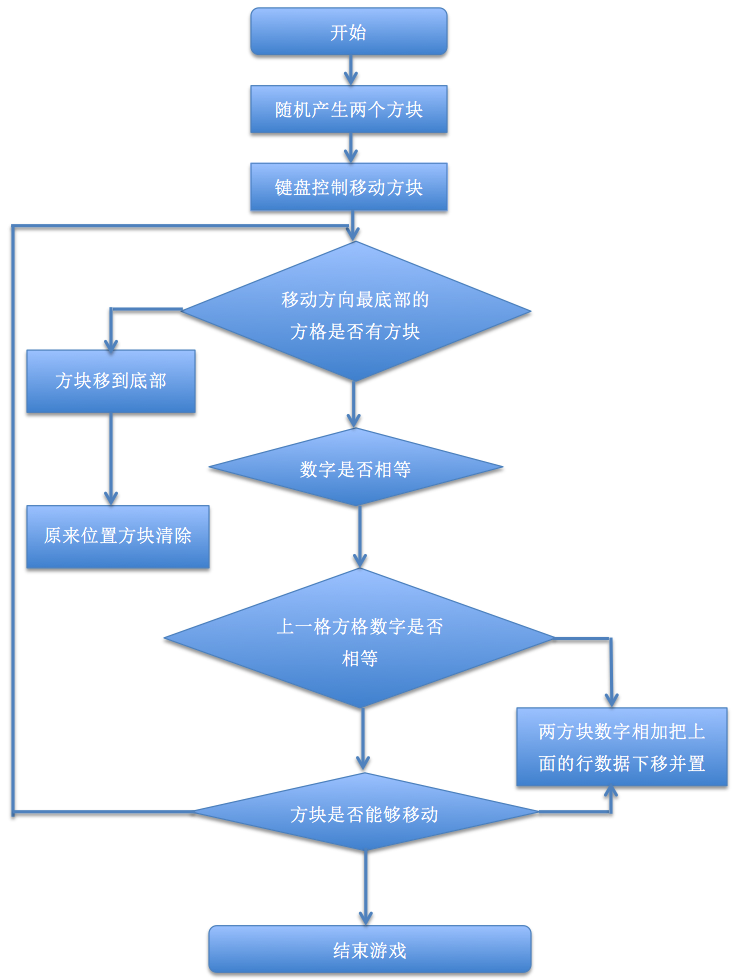 开始
随机产生两个方块
键盘控制移动方块
移动方向最底部的
方格是否有方块
方块移到底部
数字是否相等
原来位置方块清除
上一格方格数字是否
相等
两方块数字相加把上
面的行数据下移并置
方块是否能够移动
结束游戏